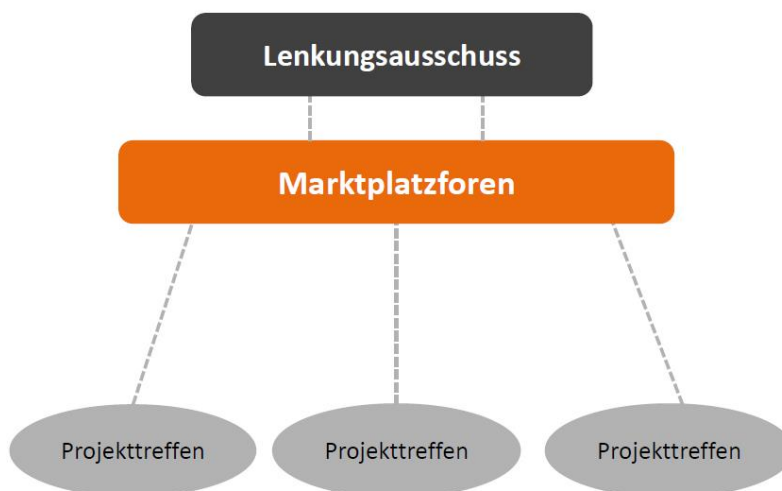 Lenkungsausschuss
Marktplatzforen
Projekttreffen
Projekttreffen
Projekttreffen